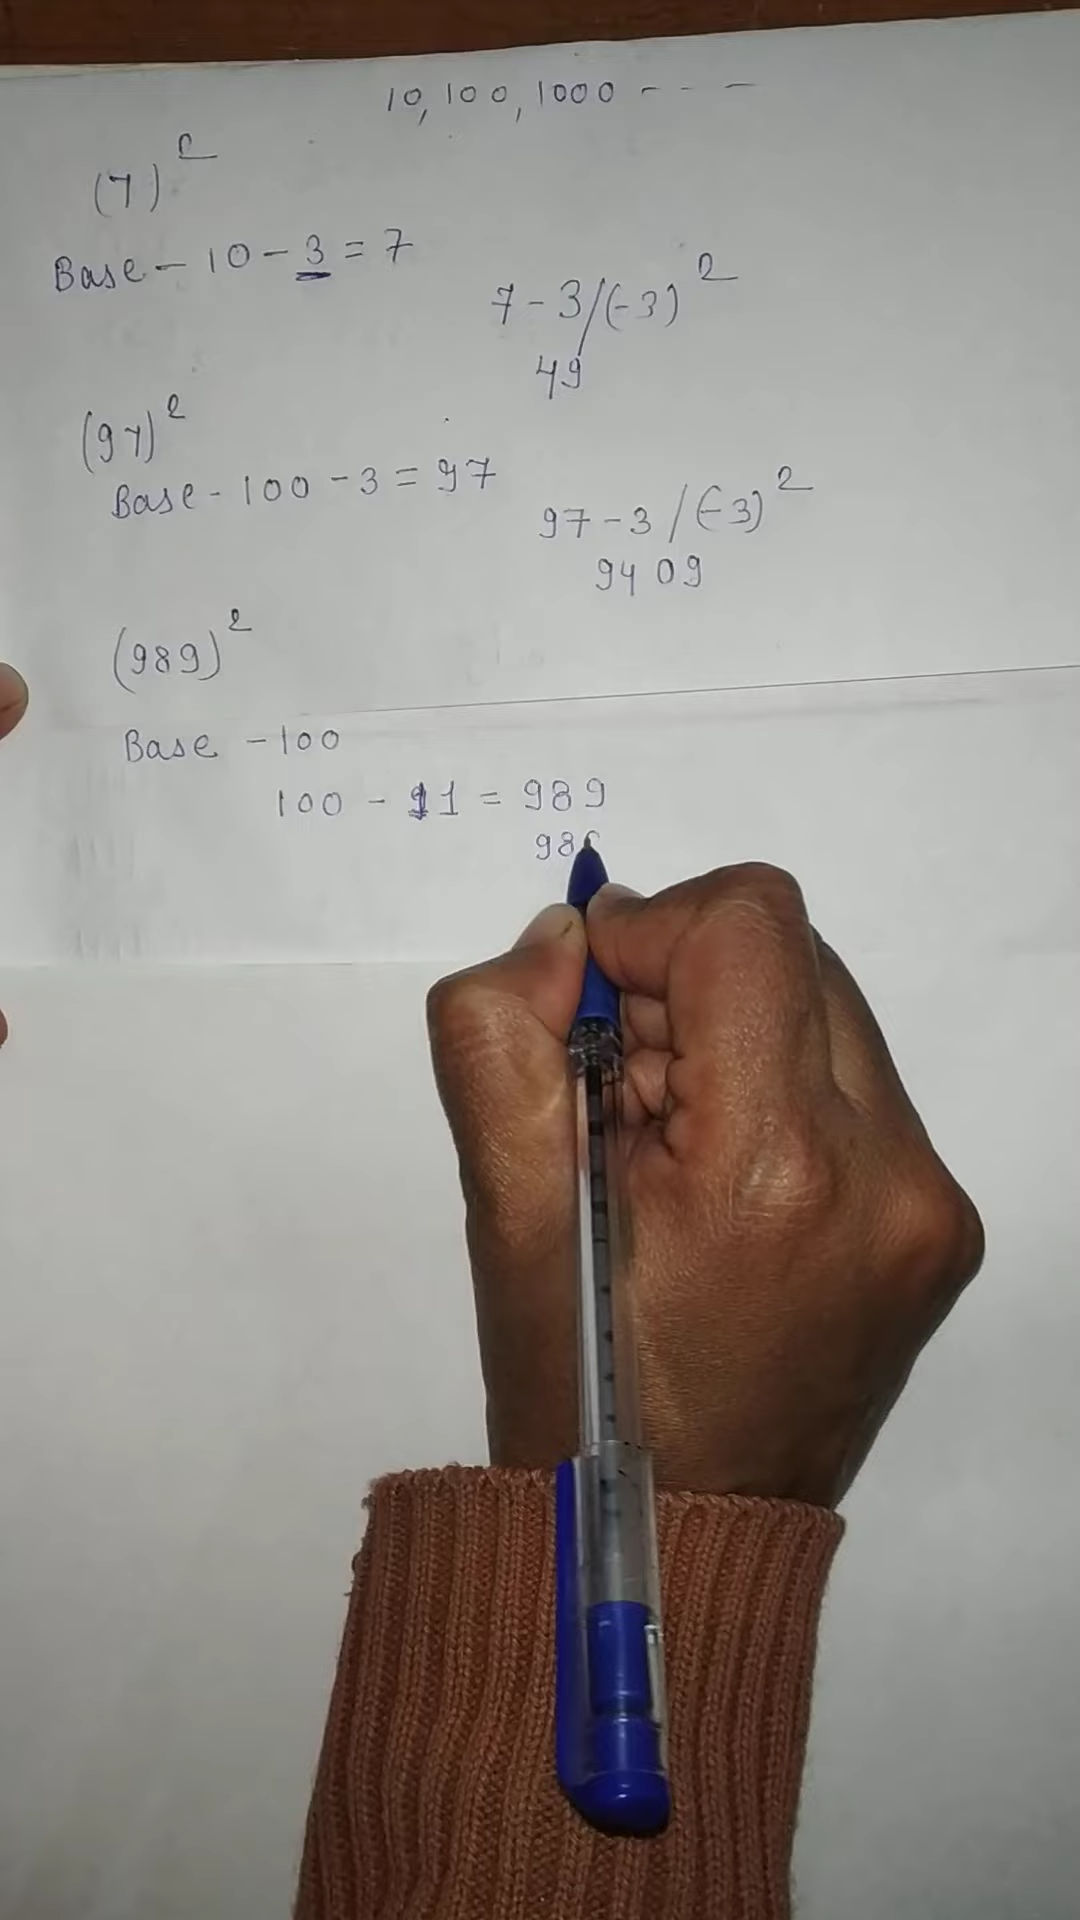 10, 100, 1000 - - -
(7)²
Base - 10 - 3 = 7
7 - 3/(-3)²
49
(97)²
Base - 100 - 3 = 97
97 - 3 / (-3)²
9409
(989)²
Base - 100
100 - 11 = 989
98